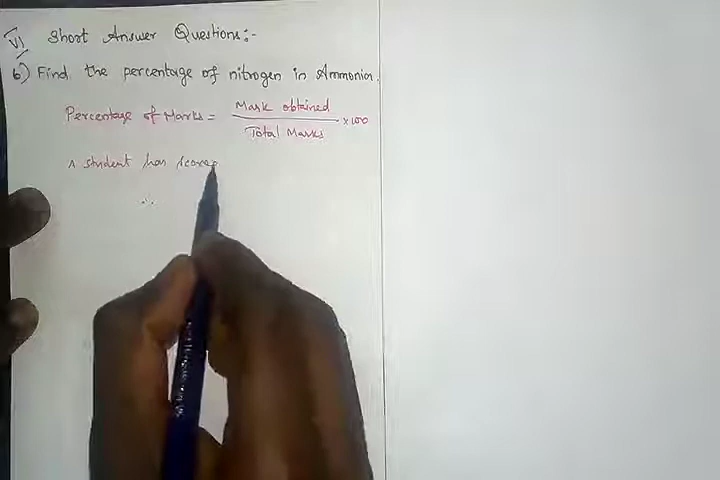 VI Short Answer Questions:-
6) Find the percentage of nitrogen in Ammonia.
Percentage of Marks = Mark obtained / Total Marks × 100
A student has scored
∴